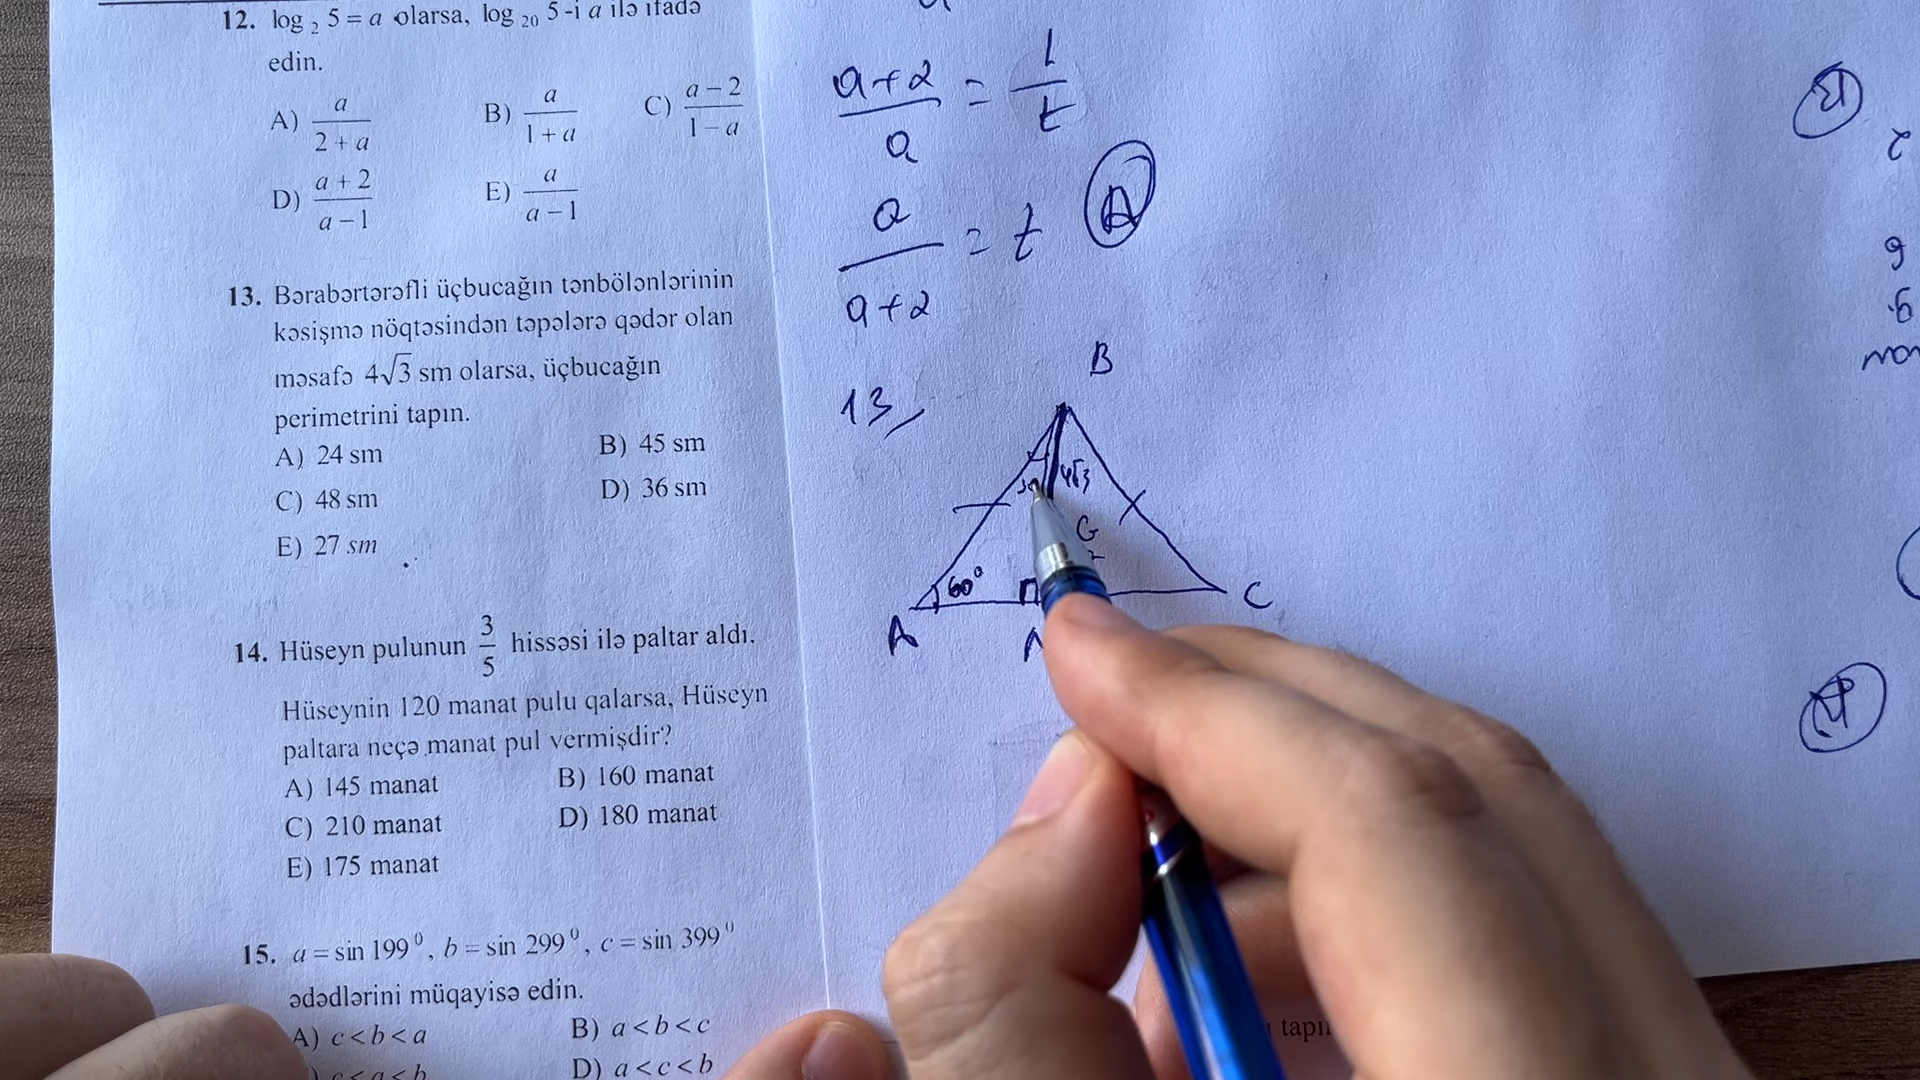 12. log₂ 5 = a olarsa, log₂₀ 5-i a ilə ifadə
edin.
A) a/(2 + a) B) a/(1 + a) C) (a − 2)/(1 − a)
D) (a + 2)/(a − 1) E) a/(a − 1)
13. Bərabərtərəfli üçbucağın tənbölənlərinin
kəsişmə nöqtəsindən təpələrə qədər olan
məsafə 4√3 sm olarsa, üçbucağın
perimetrini tapın.
A) 24 sm B) 45 sm
C) 48 sm D) 36 sm
E) 27 sm
14. Hüseyn pulunun 3/5 hissəsi ilə paltar aldı.
Hüseynin 120 manat pulu qalarsa, Hüseyn
paltara neçə manat pul vermişdir?
A) 145 manat B) 160 manat
C) 210 manat D) 180 manat
E) 175 manat
15. a = sin 199⁰, b = sin 299⁰, c = sin 399⁰
ədədlərini müqayisə edin.
A) c < b < a B) a < b < c
c < a < b D) a < c < b
(a+2)/a = 1/t
a/(a+2) = t A
13,
B
4√3
G
60°
A C
tapın